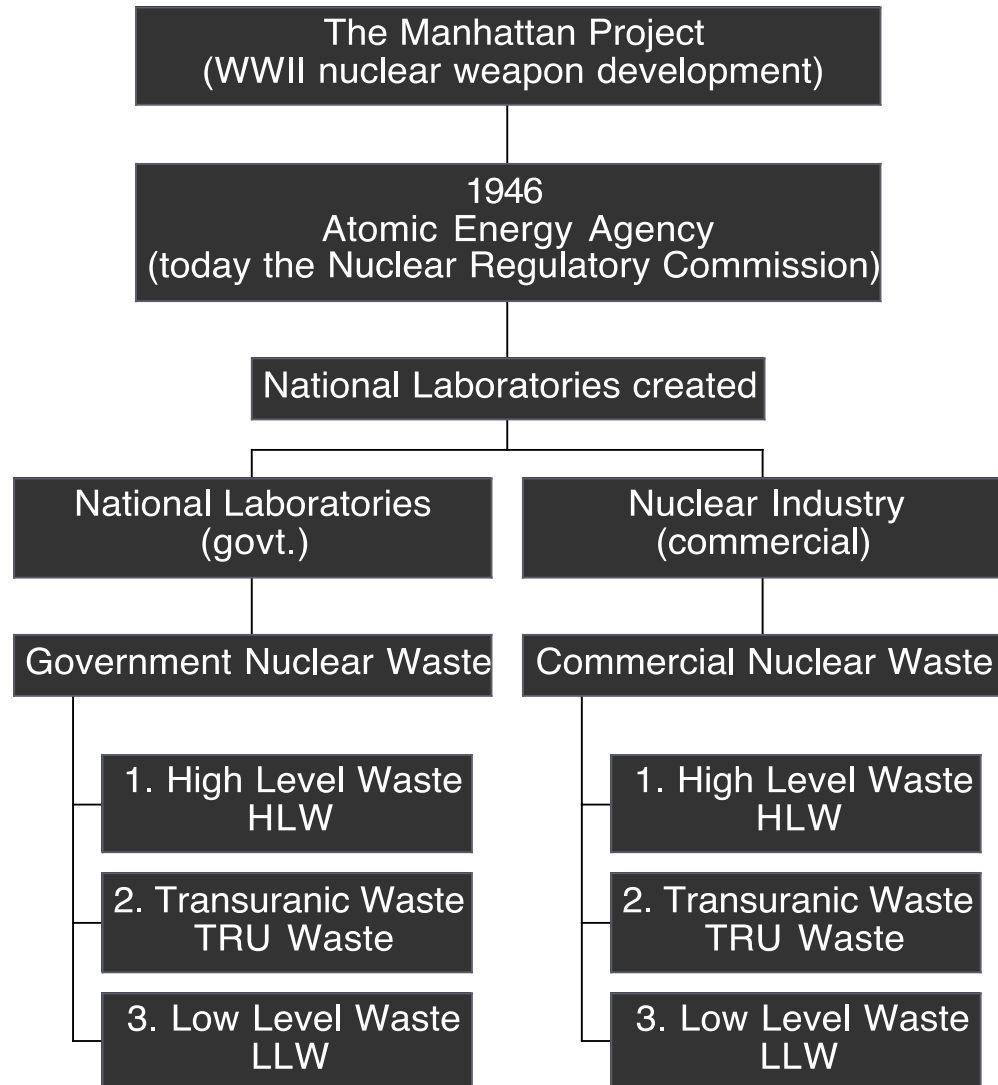 The Manhattan Project
(WWII nuclear weapon development)
1946
Atomic Energy Agency
(today the Nuclear Regulatory Commission)
National Laboratories created
National Laboratories
(govt.)
Nuclear Industry
(commercial)
Government Nuclear Waste
Commercial Nuclear Waste
1. High Level Waste
HLW
2. Transuranic Waste
TRU Waste
3. Low Level Waste
LLW
1. High Level Waste
HLW
2. Transuranic Waste
TRU Waste
3. Low Level Waste
LLW